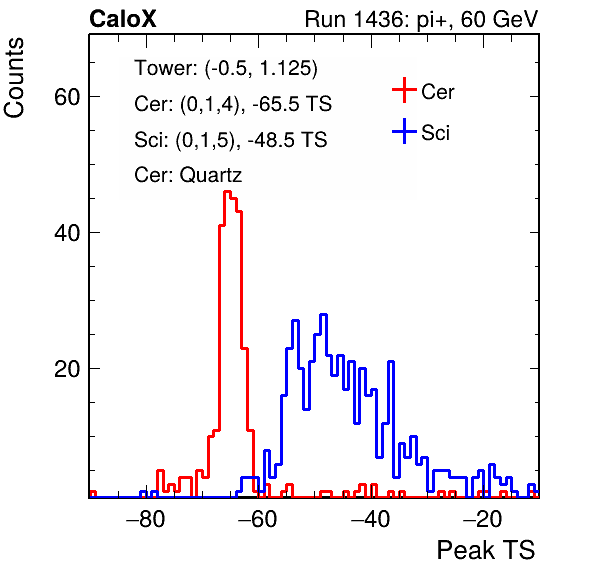 CaloX Run 1436: pi+, 60 GeV
Counts
Tower: (-0.5, 1.125)
Cer: (0,1,4), -65.5 TS
Sci: (0,1,5), -48.5 TS
Cer: Quartz
Cer
Sci
60
40
20
−80 −60 −40 −20
Peak TS